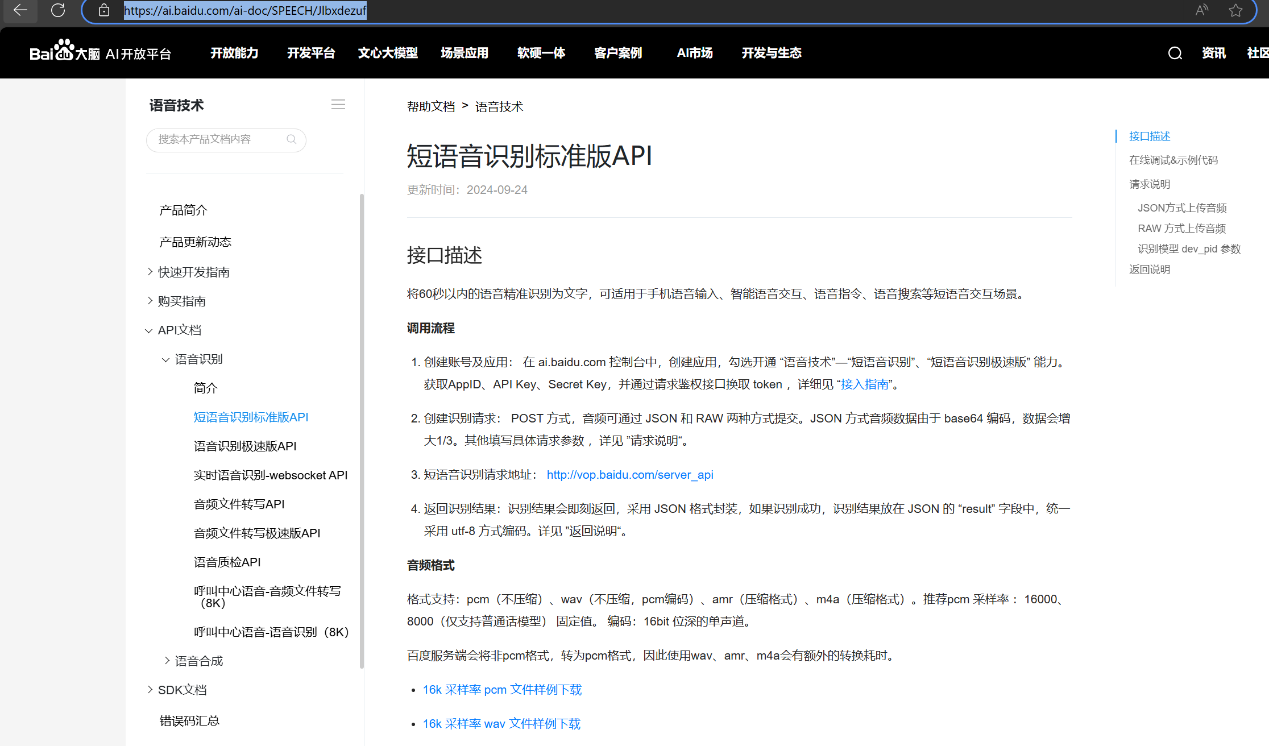 https://ai.baidu.com/ai-doc/SPEECH/Jlbxdezuf
Bai du 大脑 AI开放平台
开放能力
开发平台
文心大模型
场景应用
软硬一体
客户案例
AI市场
开发与生态
资讯
社区
语音技术
搜索本产品文档内容
产品简介
产品更新动态
快速开发指南
购买指南
API文档
语音识别
简介
短语音识别标准版API
语音识别极速版API
实时语音识别-websocket API
音频文件转写API
音频文件转写极速版API
语音质检API
呼叫中心语音-音频文件转写
（8K）
呼叫中心语音-语音识别（8K）
语音合成
SDK文档
错误码汇总
帮助文档 > 语音技术
短语音识别标准版API
更新时间：2024-09-24
接口描述
将60秒以内的语音精准识别为文字，可适用于手机语音输入、智能语音交互、语音指令、语音搜索等短语音交互场景。
调用流程
1. 创建账号及应用： 在 ai.baidu.com 控制台中，创建应用，勾选开通 “语音技术”—“短语音识别”、“短语音识别极速版” 能力。
获取AppID、API Key、Secret Key，并通过请求鉴权接口换取 token ，详细见 “接入指南”。
2. 创建识别请求： POST 方式，音频可通过 JSON 和 RAW 两种方式提交。JSON 方式音频数据由于 base64 编码，数据会增
大1/3。其他填写具体请求参数 ，详见 ”请求说明“。
3. 短语音识别请求地址： http://vop.baidu.com/server_api
4. 返回识别结果：识别结果会即刻返回，采用 JSON 格式封装，如果识别成功，识别结果放在 JSON 的 “result” 字段中，统一
采用 utf-8 方式编码。详见 ”返回说明“。
音频格式
格式支持：pcm（不压缩）、wav（不压缩，pcm编码）、amr（压缩格式）、m4a（压缩格式）。推荐pcm 采样率 ：16000、
8000（仅支持普通话模型） 固定值。 编码：16bit 位深的单声道。
百度服务端会将非pcm格式，转为pcm格式，因此使用wav、amr、m4a会有额外的转换耗时。
• 16k 采样率 pcm 文件样例下载
• 16k 采样率 wav 文件样例下载
接口描述
在线调试&示例代码
请求说明
JSON方式上传音频
RAW 方式上传音频
识别模型 dev_pid 参数
返回说明